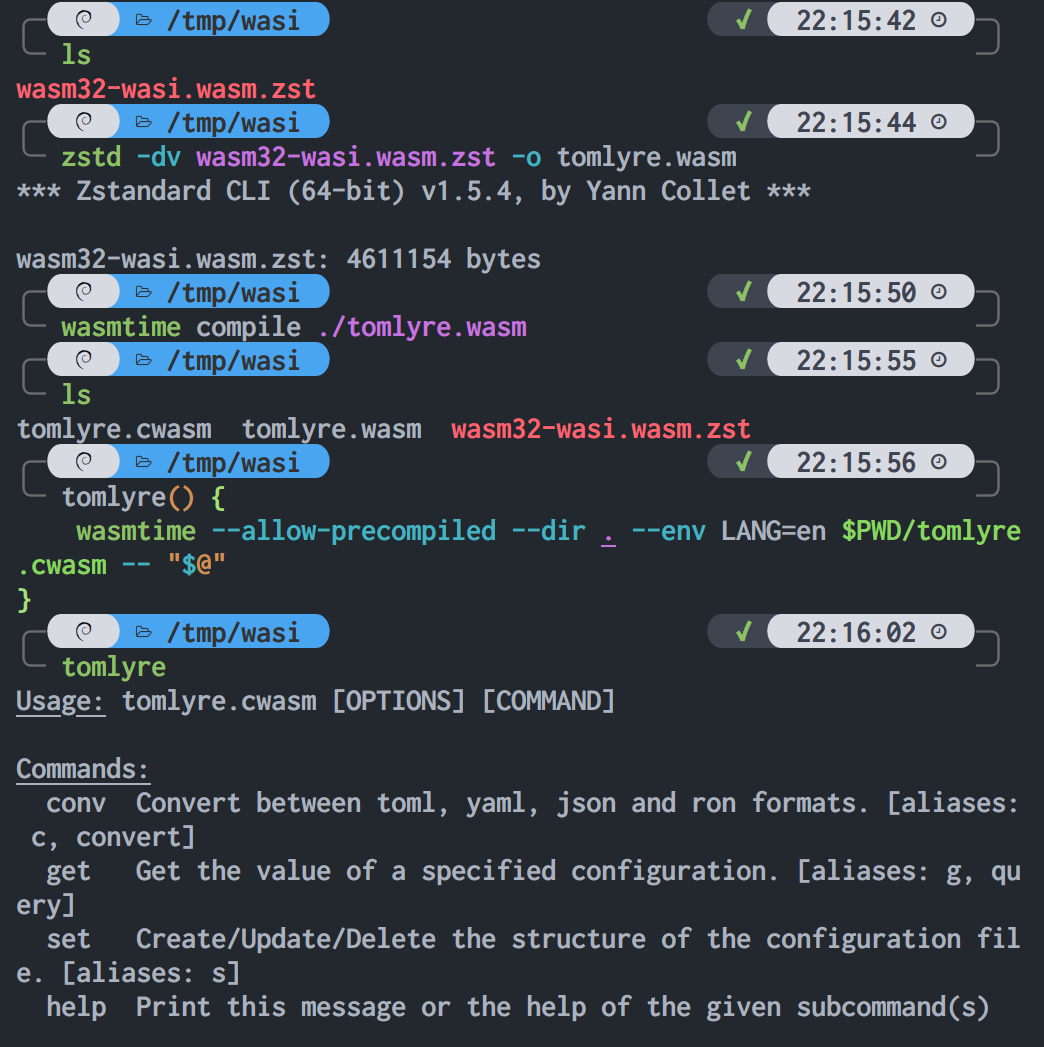 /tmp/wasi ✓ 22:15:42
ls
wasm32-wasi.wasm.zst
/tmp/wasi ✓ 22:15:44
zstd -dv wasm32-wasi.wasm.zst -o tomlyre.wasm
*** Zstandard CLI (64-bit) v1.5.4, by Yann Collet ***
wasm32-wasi.wasm.zst: 4611154 bytes
/tmp/wasi ✓ 22:15:50
wasmtime compile ./tomlyre.wasm
/tmp/wasi ✓ 22:15:55
ls
tomlyre.cwasm  tomlyre.wasm  wasm32-wasi.wasm.zst
/tmp/wasi ✓ 22:15:56
tomlyre() {
wasmtime --allow-precompiled --dir . --env LANG=en $PWD/tomlyre
.cwasm -- "$@"
}
/tmp/wasi ✓ 22:16:02
tomlyre
Usage: tomlyre.cwasm [OPTIONS] [COMMAND]
Commands:
conv  Convert between toml, yaml, json and ron formats. [aliases:
c, convert]
get   Get the value of a specified configuration. [aliases: g, qu
ery]
set   Create/Update/Delete the structure of the configuration fil
e. [aliases: s]
help  Print this message or the help of the given subcommand(s)